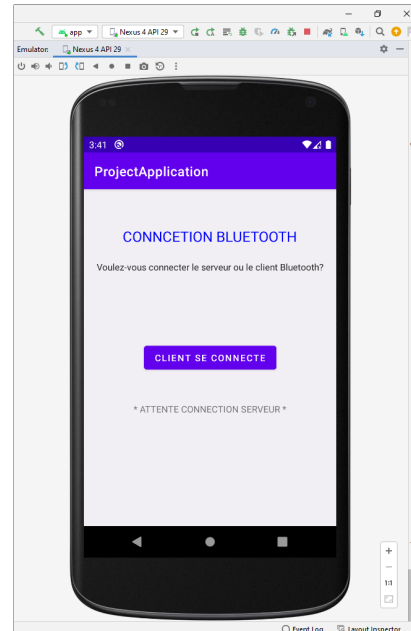 app
Nexus 4 API 29
Emulator:
Nexus 4 API 29
3:41
ProjectApplication
CONNCETION BLUETOOTH
Voulez-vous connecter le serveur ou le client Bluetooth?
CLIENT SE CONNECTE
* ATTENTE CONNECTION SERVEUR *
1:1
Event Log
Layout Inspector